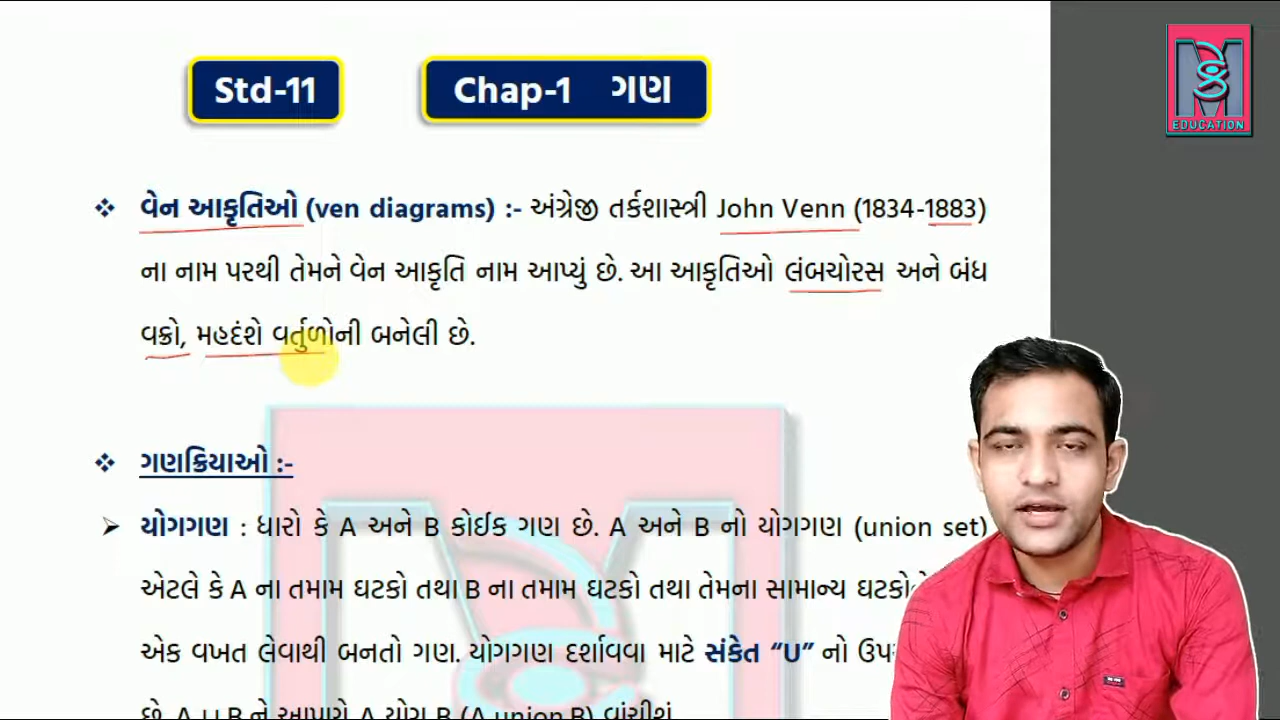 Std-11
Chap-1 ગણ
EDUCATION
❖ વેન આકૃતિઓ (ven diagrams) :- અંગ્રેજી તર્કશાસ્ત્રી John Venn (1834-1883)
ના નામ પરથી તેમને વેન આકૃતિ નામ આપ્યું છે. આ આકૃતિઓ લંબચોરસ અને બંધ
વક્રો, મહદંશે વર્તુળોની બનેલી છે.
❖ ગણક્રિયાઓ :-
➢ યોગગણ : ધારો કે A અને B કોઈક ગણ છે. A અને B નો યોગગણ (union set)
એટલે કે A ના તમામ ઘટકો તથા B ના તમામ ઘટકો તથા તેમના સામાન્ય
એક વખત લેવાથી બનતો ગણ. યોગગણ દર્શાવવા માટે સંકેત “U” નો
છે. A U B ને આપણે A યોગ B (A union B) વાંચીશું